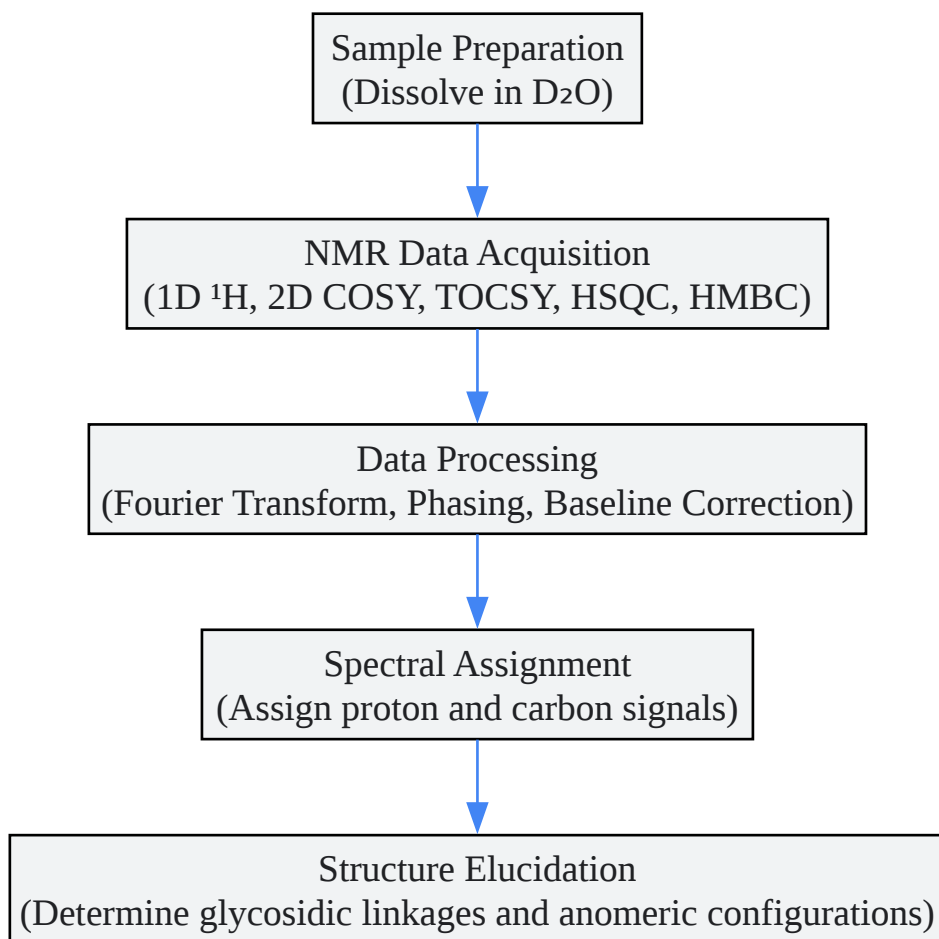 Sample Preparation
(Dissolve in D₂O)
NMR Data Acquisition
(1D ¹H, 2D COSY, TOCSY, HSQC, HMBC)
Data Processing
(Fourier Transform, Phasing, Baseline Correction)
Spectral Assignment
(Assign proton and carbon signals)
Structure Elucidation
(Determine glycosidic linkages and anomeric configurations)